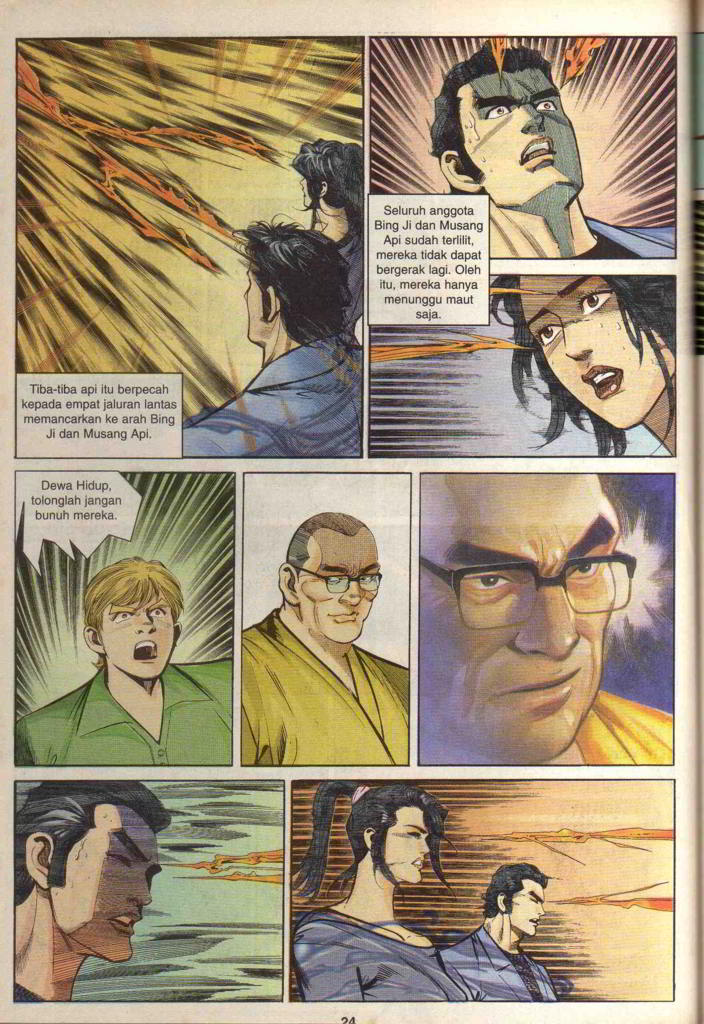 Tiba-tiba api itu berpecah
kepada empat jaluran lantas
memancarkan ke arah Bing
Ji dan Musang Api.
Seluruh anggota
Bing Ji dan Musang
Api sudah terlilit,
mereka tidak dapat
bergerak lagi. Oleh
itu, mereka hanya
menunggu maut
saja.
Dewa Hidup,
tolonglah jangan
bunuh mereka.
24